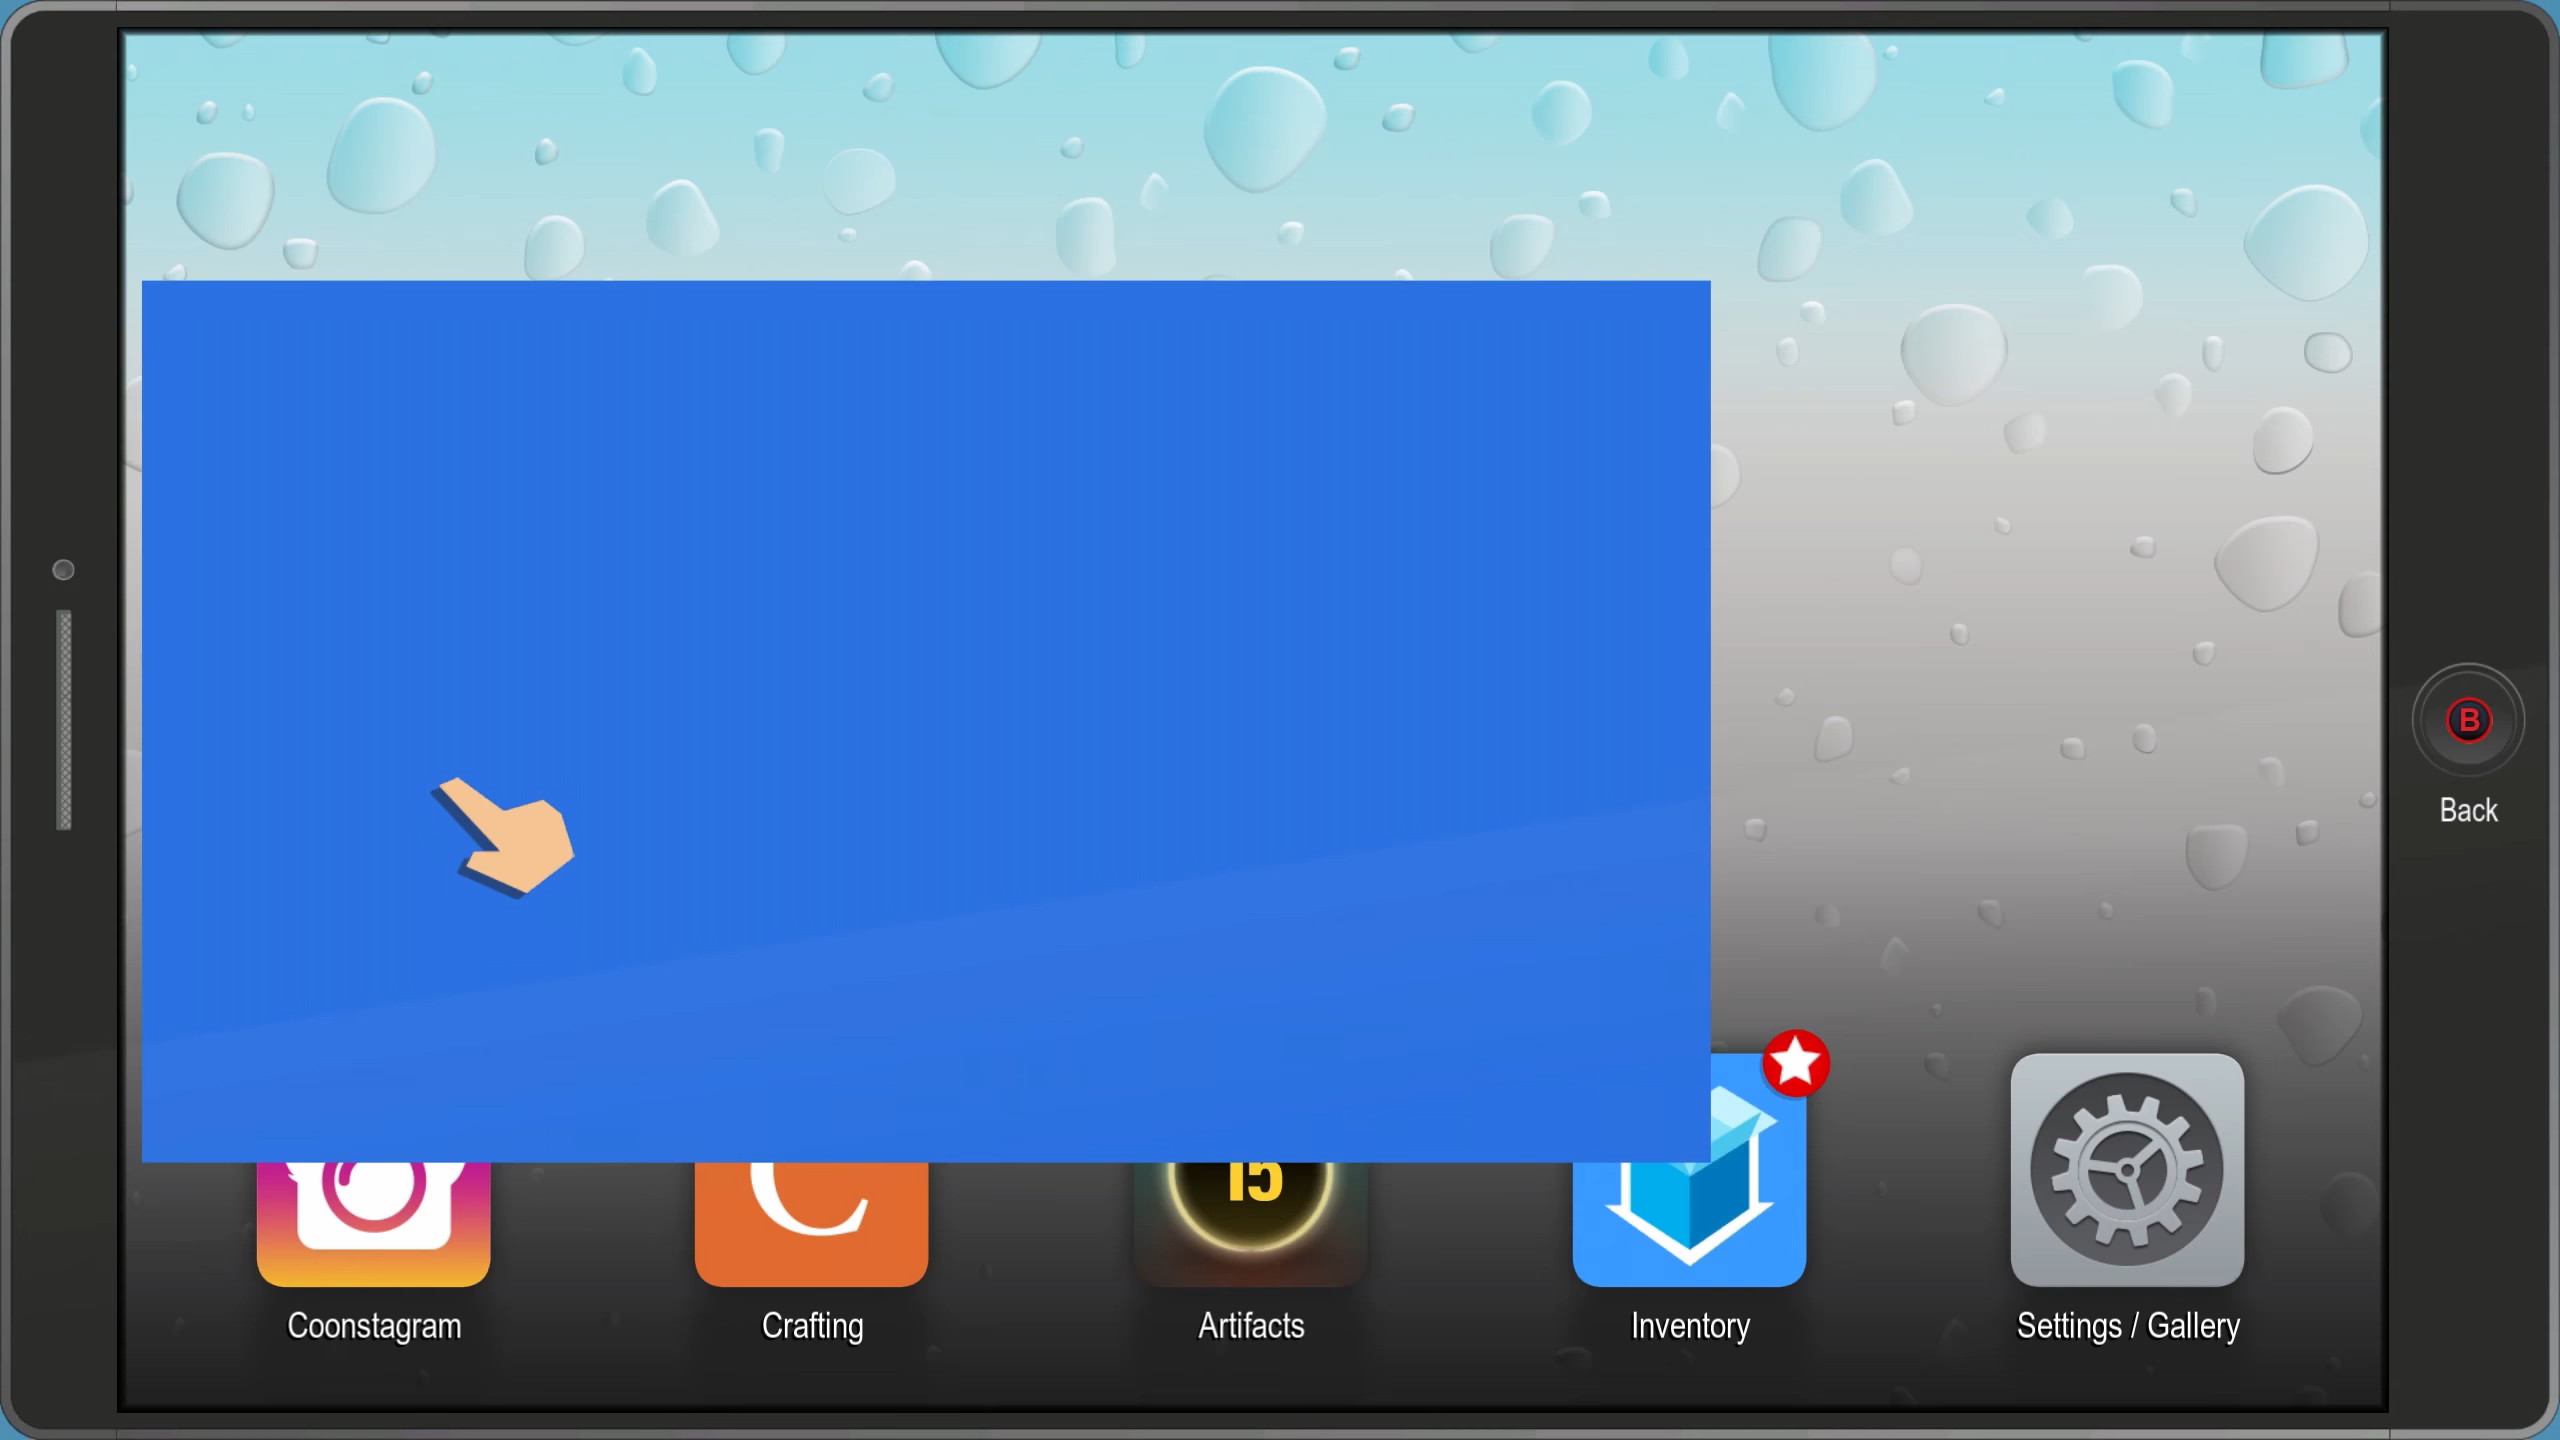 B
Back
C
15
Coonstagram
Crafting
Artifacts
Inventory
Settings / Gallery